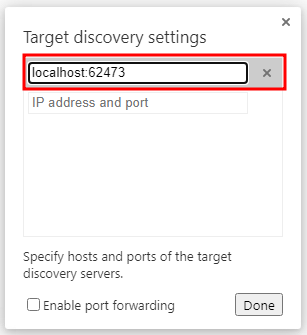 Target discovery settings
localhost:62473
IP address and port
Specify hosts and ports of the target
discovery servers.
Enable port forwarding
Done